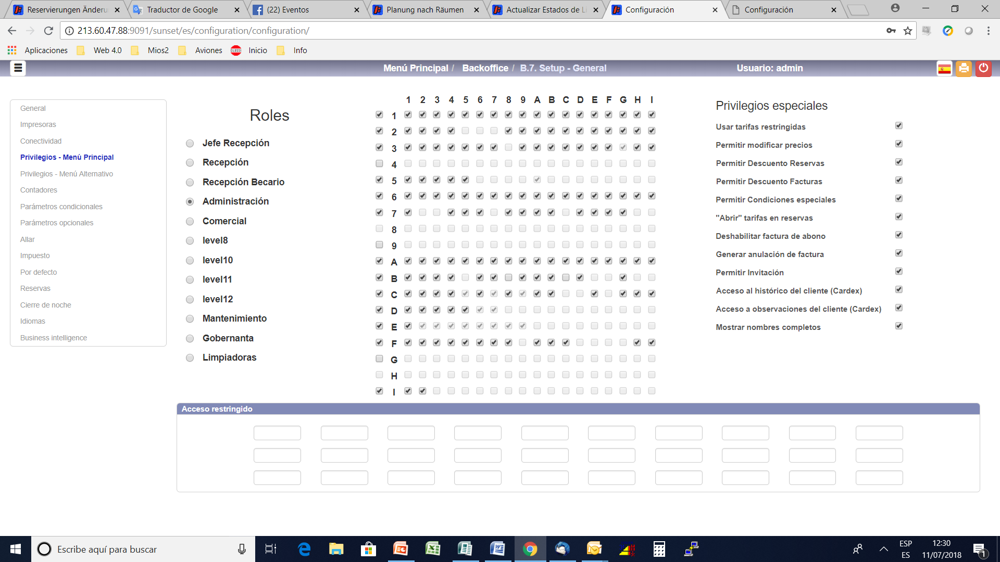 Reservierungen Änderu
Traductor de Google
(22) Eventos
Planung nach Räumen
Actualizar Estados de Li
Configuración
Configuración
213.60.47.88:9091/sunset/es/configuration/configuration/
Aplicaciones
Web 4.0
Mios2
Aviones
Inicio
Info
Menú Principal / Backoffice / B.7. Setup - General
Usuario: admin
General
Impresoras
Conectividad
Privilegios - Menú Principal
Privilegios - Menú Alternativo
Contadores
Parámetros condicionales
Parámetros opcionales
Allar
Impuesto
Por defecto
Reservas
Cierre de noche
Idiomas
Business intelligence
Roles
Jefe Recepción
Recepción
Recepción Becario
Administración
Comercial
level8
level10
level11
level12
Mantenimiento
Gobernanta
Limpiadoras
1 2 3 4 5 6 7 8 9 A B C D E F G H I
1
2
3
4
5
6
7
8
9
A
B
C
D
E
F
G
H
I
Privilegios especiales
Usar tarifas restringidas
Permitir modificar precios
Permitir Descuento Reservas
Permitir Descuento Facturas
Permitir Condiciones especiales
"Abrir" tarifas en reservas
Deshabilitar factura de abono
Generar anulación de factura
Permitir Invitación
Acceso al histórico del cliente (Cardex)
Acceso a observaciones del cliente (Cardex)
Mostrar nombres completos
Acceso restringido
Escribe aquí para buscar
ESP
ES
12:30
11/07/2018
1